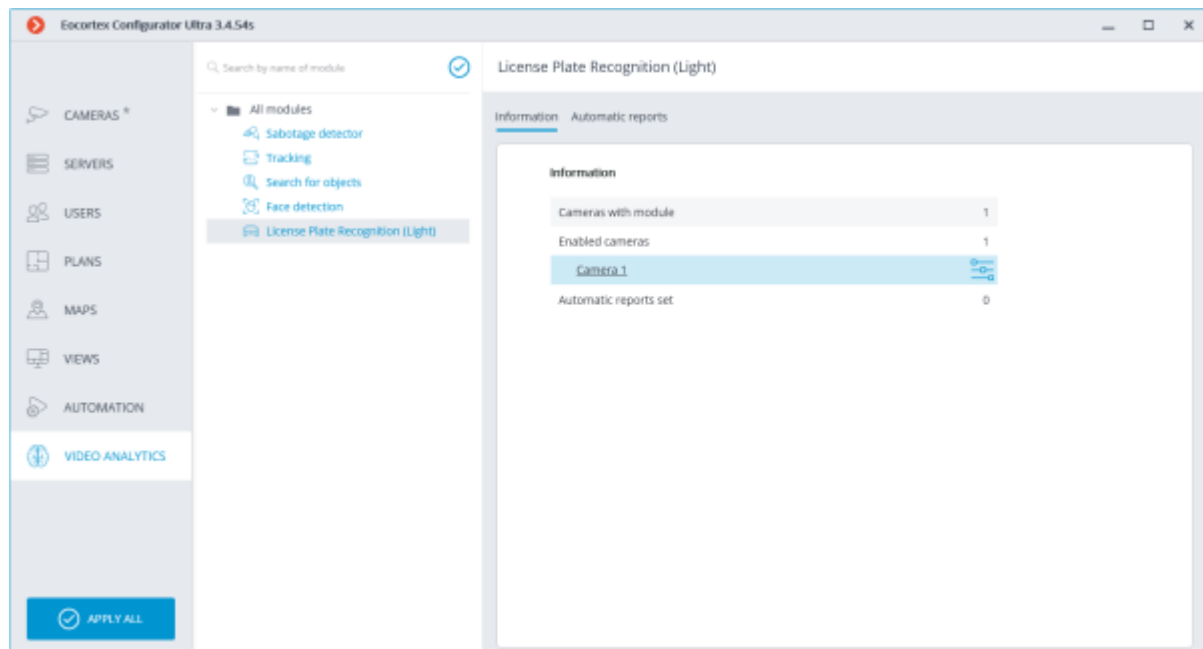 Eocortex Configurator Ultra 3.4.54s
Search by name of module
License Plate Recognition (Light)
CAMERAS *
SERVERS
USERS
PLANS
MAPS
VIEWS
AUTOMATION
VIDEO ANALYTICS
APPLY ALL
All modules
Sabotage detector
Tracking
Search for objects
Face detection
License Plate Recognition (Light)
Information Automatic reports
Information
Cameras with module 1
Enabled cameras 1
Camera 1
Automatic reports set 0